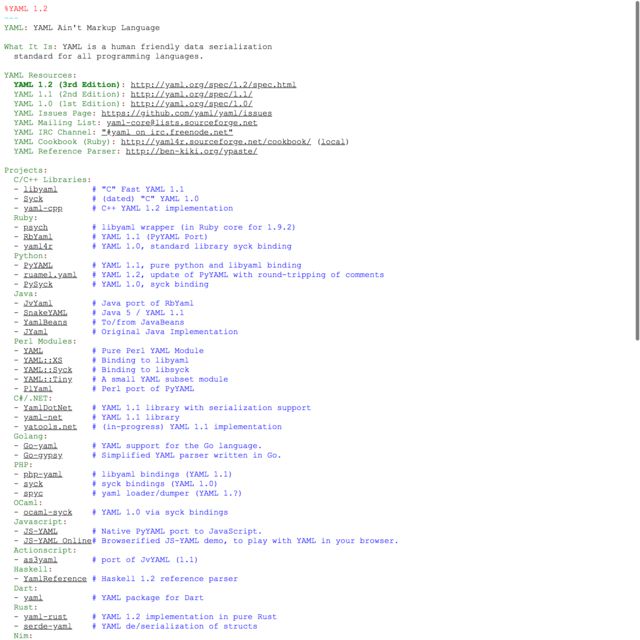 %YAML 1.2
---
YAML: YAML Ain't Markup Language

What It Is: YAML is a human friendly data serialization
  standard for all programming languages.

YAML Resources:
  YAML 1.2 (3rd Edition): http://yaml.org/spec/1.2/spec.html
  YAML 1.1 (2nd Edition): http://yaml.org/spec/1.1/
  YAML 1.0 (1st Edition): http://yaml.org/spec/1.0/
  YAML Issues Page: https://github.com/yaml/yaml/issues
  YAML Mailing List: yaml-core@lists.sourceforge.net
  YAML IRC Channel: "#yaml on irc.freenode.net"
  YAML Cookbook (Ruby): http://yaml4r.sourceforge.net/cookbook/ (local)
  YAML Reference Parser: http://ben-kiki.org/ypaste/

Projects:
  C/C++ Libraries:
  - libyaml       # "C" Fast YAML 1.1
  - Syck          # (dated) "C" YAML 1.0
  - yaml-cpp      # C++ YAML 1.2 implementation
  Ruby:
  - psych         # libyaml wrapper (in Ruby core for 1.9.2)
  - RbYaml        # YAML 1.1 (PyYAML Port)
  - yaml4r        # YAML 1.0, standard library syck binding
  Python:
  - PyYAML        # YAML 1.1, pure python and libyaml binding
  - ruamel.yaml   # YAML 1.2, update of PyYAML with round-tripping of comments
  - PySyck        # YAML 1.0, syck binding
  Java:
  - JvYaml        # Java port of RbYaml
  - SnakeYAML     # Java 5 / YAML 1.1
  - YamlBeans     # To/from JavaBeans
  - JYaml         # Original Java Implementation
  Perl Modules:
  - YAML          # Pure Perl YAML Module
  - YAML::XS      # Binding to libyaml
  - YAML::Syck    # Binding to libsyck
  - YAML::Tiny    # A small YAML subset module
  - PlYaml        # Perl port of PyYAML
  C#/.NET:
  - YamlDotNet    # YAML 1.1 library with serialization support
  - yaml-net      # YAML 1.1 library
  - yatools.net   # (in-progress) YAML 1.1 implementation
  Golang:
  - Go-yaml       # YAML support for the Go language.
  - Go-gypsy      # Simplified YAML parser written in Go.
  PHP:
  - php-yaml      # libyaml bindings (YAML 1.1)
  - syck          # syck bindings (YAML 1.0)
  - spyc          # yaml loader/dumper (YAML 1.?)
  OCaml:
  - ocaml-syck    # YAML 1.0 via syck bindings
  Javascript:
  - JS-YAML       # Native PyYAML port to JavaScript.
  - JS-YAML Online# Browserified JS-YAML demo, to play with YAML in your browser.
  Actionscript:
  - as3yaml       # port of JvYAML (1.1)
  Haskell:
  - YamlReference # Haskell 1.2 reference parser
  Dart:
  - yaml          # YAML package for Dart
  Rust:
  - yaml-rust     # YAML 1.2 implementation in pure Rust
  - serde-yaml    # YAML de/serialization of structs
  Nim: